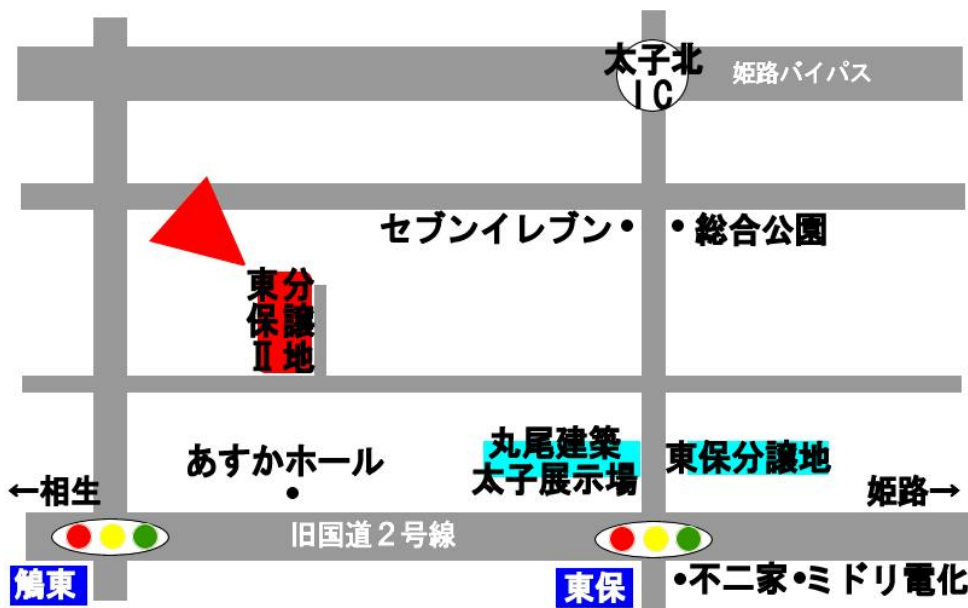 太子北
IC
姫路バイパス
セブンイレブン•
•総合公園
東保Ⅱ
分譲地
あすかホール
•
丸尾建築
太子展示場
東保分譲地
←相生
姫路→
旧国道2号線
鵤東
東保
•不二家•ミドリ電化